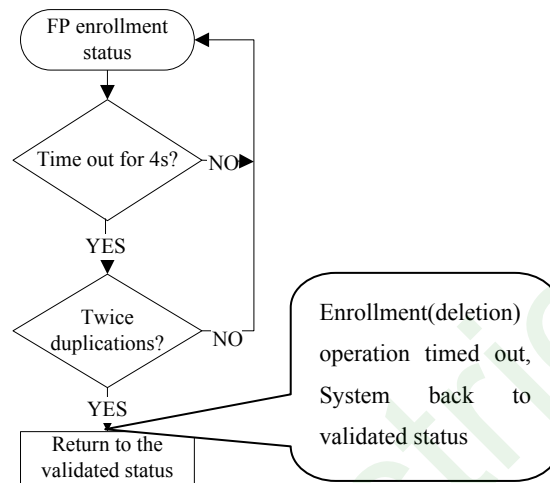 FP enrollment
status
Time out for 4s?
NO
YES
Twice
duplications?
NO
YES
Return to the
validated status
Enrollment(deletion)
operation timed out,
System back to
validated status